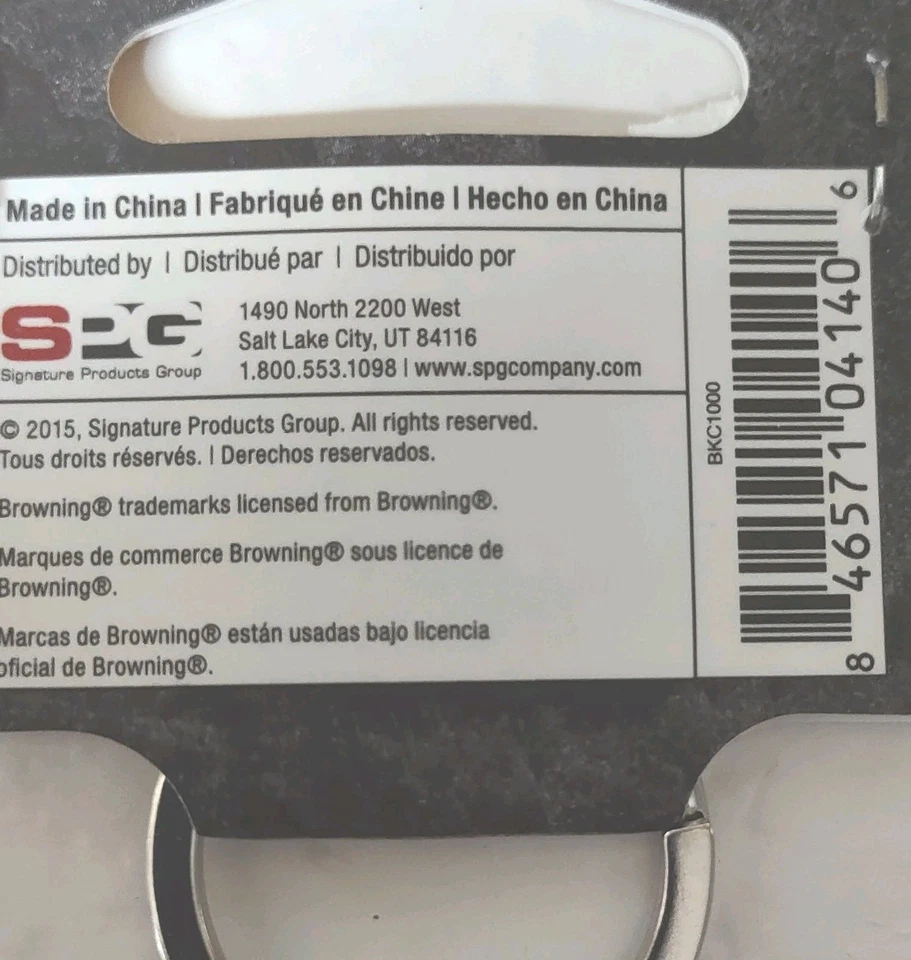 Made in China | Fabriqué en Chine | Hecho en China
Distributed by | Distribué par | Distribuido por
SPG
Signature Products Group
1490 North 2200 West
Salt Lake City, UT 84116
1.800.553.1098 | www.spgcompany.com
© 2015, Signature Products Group. All rights reserved.
Tous droits réservés. | Derechos reservados.
Browning® trademarks licensed from Browning®.
Marques de commerce Browning® sous licence de
Browning®.
Marcas de Browning® están usadas bajo licencia
oficial de Browning®.
BKC1000
8 46571 04140 6